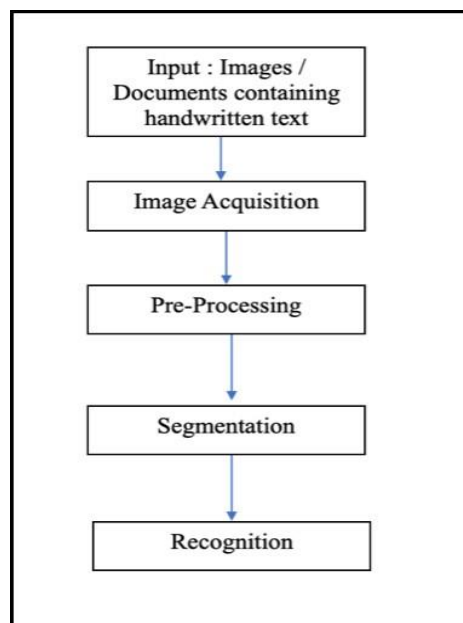 Input : Images /
Documents containing
handwritten text
Image Acquisition
Pre-Processing
Segmentation
Recognition